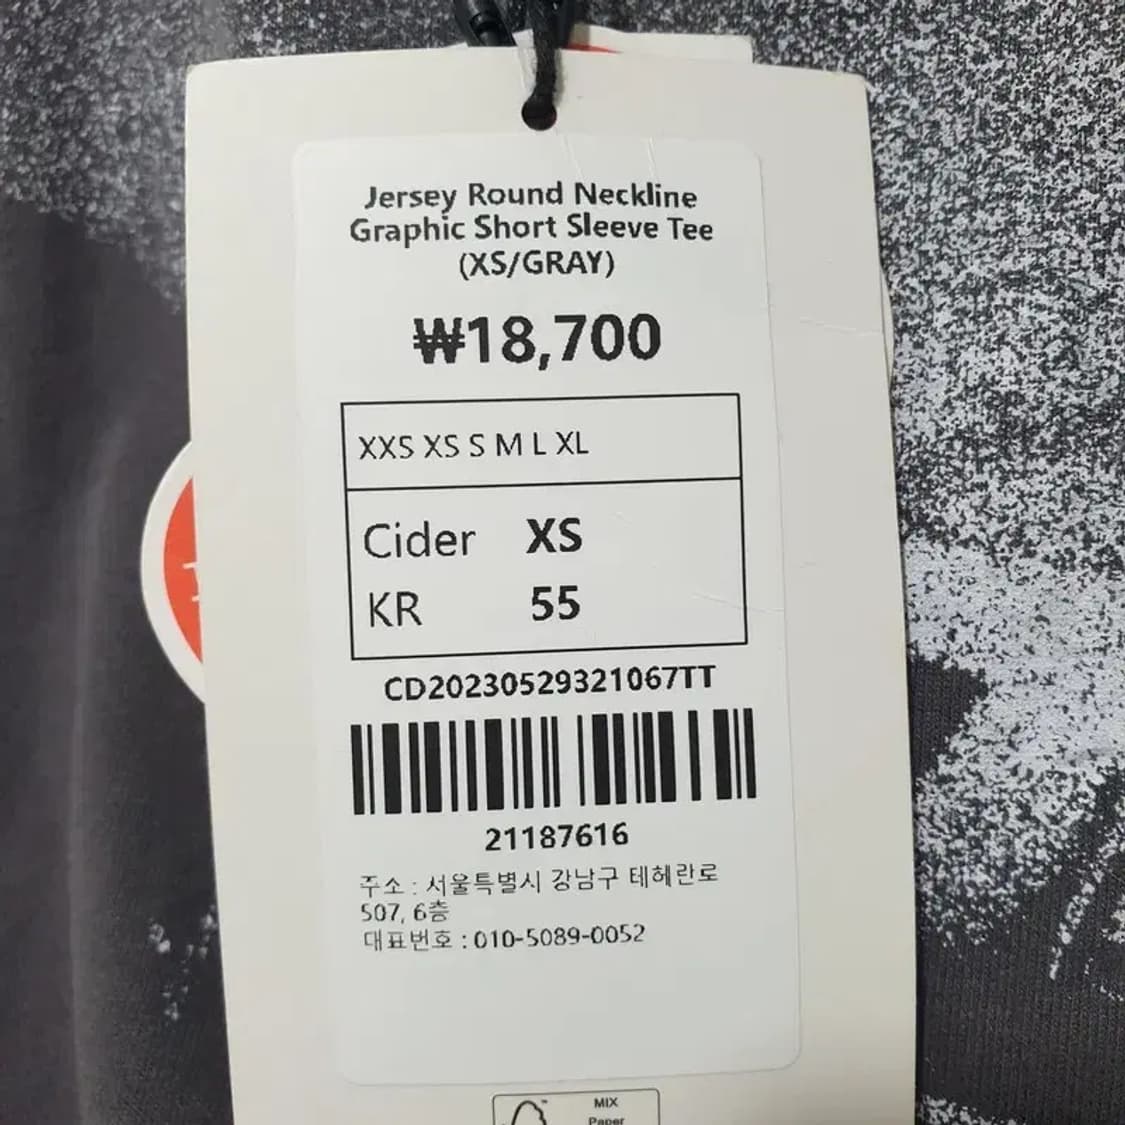 Jersey Round Neckline
Graphic Short Sleeve Tee
(XS/GRAY)
₩18,700
XXS XS S M L XL
Cider XS
KR 55
CD20230529321067TT
21187616
주소 : 서울특별시 강남구 테헤란로
507, 6층
대표번호 : 010-5089-0052
MIX
Paper